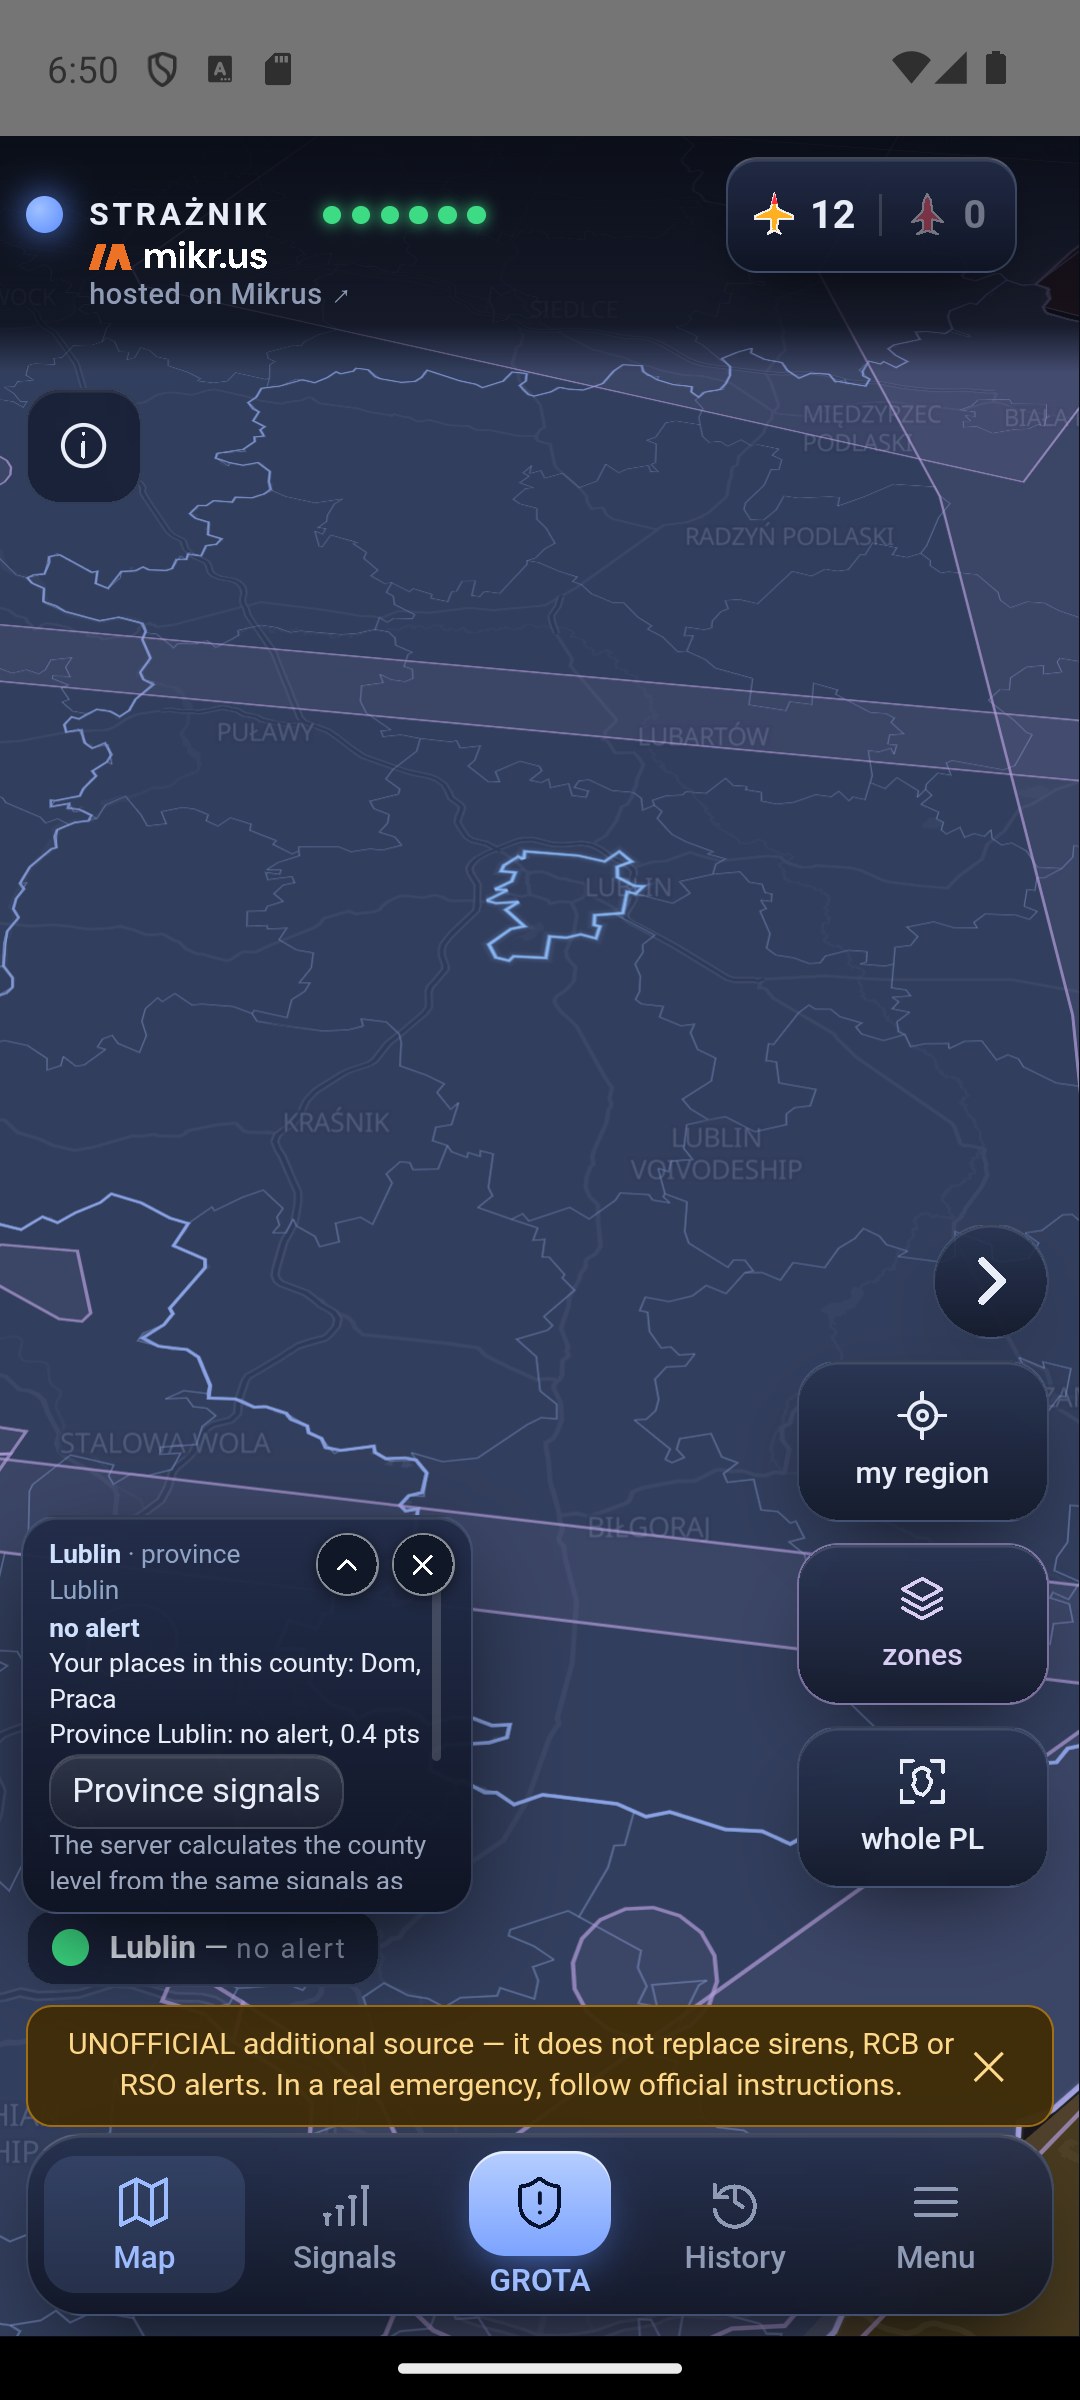 6:50
STRAŻNIK
mikr.us
hosted on Mikrus ↗
12
0
SIEDLCE
MIĘDZYRZEC
PODLASKI
BIAŁA
RADZYŃ PODLASKI
PUŁAWY
LUBARTÓW
LUBLIN
KRAŚNIK
LUBLIN
VOIVODESHIP
my region
STALOWA WOLA
BIŁGORAJ
zones
Lublin · province
Lublin
no alert
Your places in this county: Dom,
Praca
Province Lublin: no alert, 0.4 pts
Province signals
The server calculates the county
level from the same signals as
whole PL
Lublin — no alert
UNOFFICIAL additional source — it does not replace sirens, RCB or
RSO alerts. In a real emergency, follow official instructions.
Map
Signals
GROTA
History
Menu